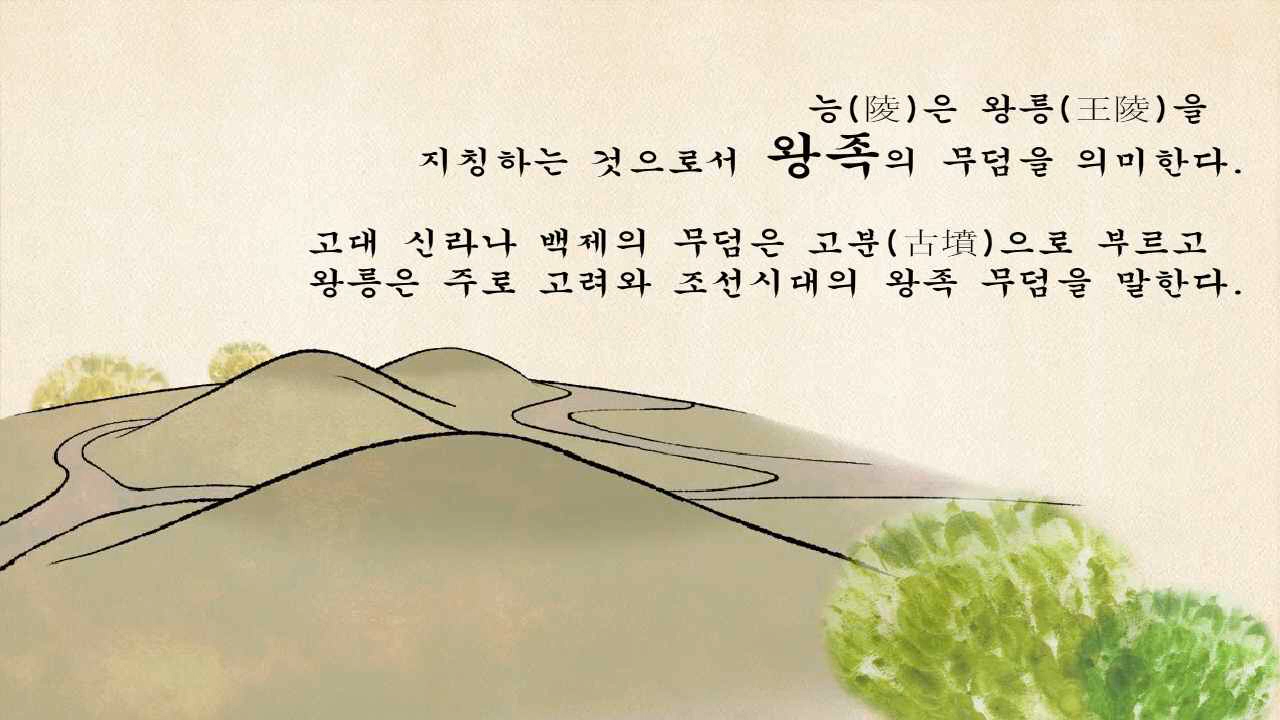 능(陵)은 왕릉(王陵)을
지칭하는 것으로서 왕족의 무덤을 의미한다.
고대 신라나 백제의 무덤은 고분(古墳)으로 부르고
왕릉은 주로 고려와 조선시대의 왕족 무덤을 말한다.